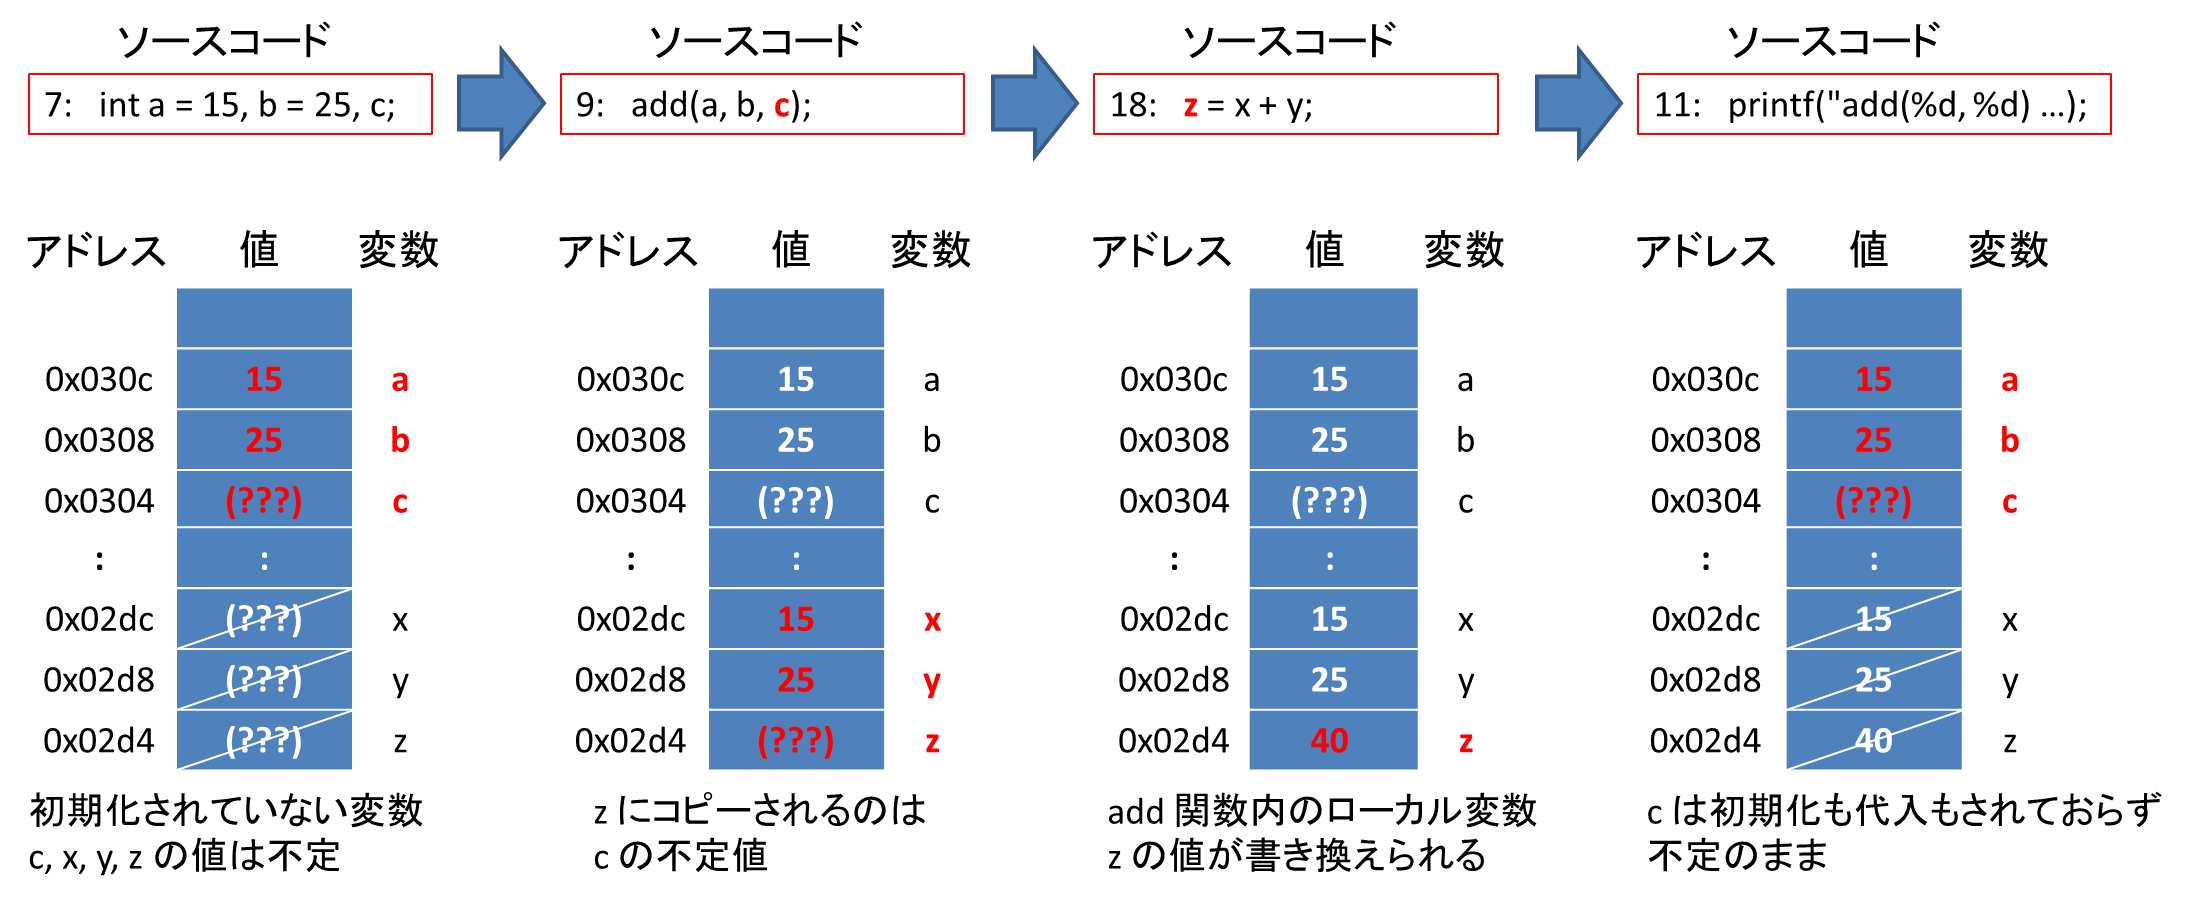 ソースコード
7: int a = 15, b = 25, c;
アドレス 値 変数
0x030c 15 a
0x0308 25 b
0x0304 (???) c
: :
0x02dc (???) x
0x02d8 (???) y
0x02d4 (???) z
初期化されていない変数
c, x, y, z の値は不定
ソースコード
9: add(a, b, c);
アドレス 値 変数
0x030c 15 a
0x0308 25 b
0x0304 (???) c
: :
0x02dc 15 x
0x02d8 25 y
0x02d4 (???) z
z にコピーされるのは
c の不定値
ソースコード
18: z = x + y;
アドレス 値 変数
0x030c 15 a
0x0308 25 b
0x0304 (???) c
: :
0x02dc 15 x
0x02d8 25 y
0x02d4 40 z
add 関数内のローカル変数
z の値が書き換えられる
ソースコード
11: printf("add(%d, %d) ...);
アドレス 値 変数
0x030c 15 a
0x0308 25 b
0x0304 (???) c
: :
0x02dc 15 x
0x02d8 25 y
0x02d4 40 z
c は初期化も代入もされておらず
不定のまま